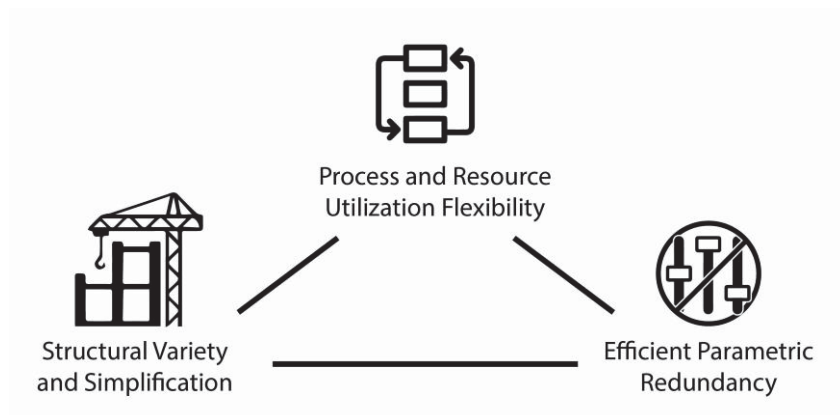 Process and Resource
Utilization Flexibility
Structural Variety
and Simplification
Efficient Parametric
Redundancy